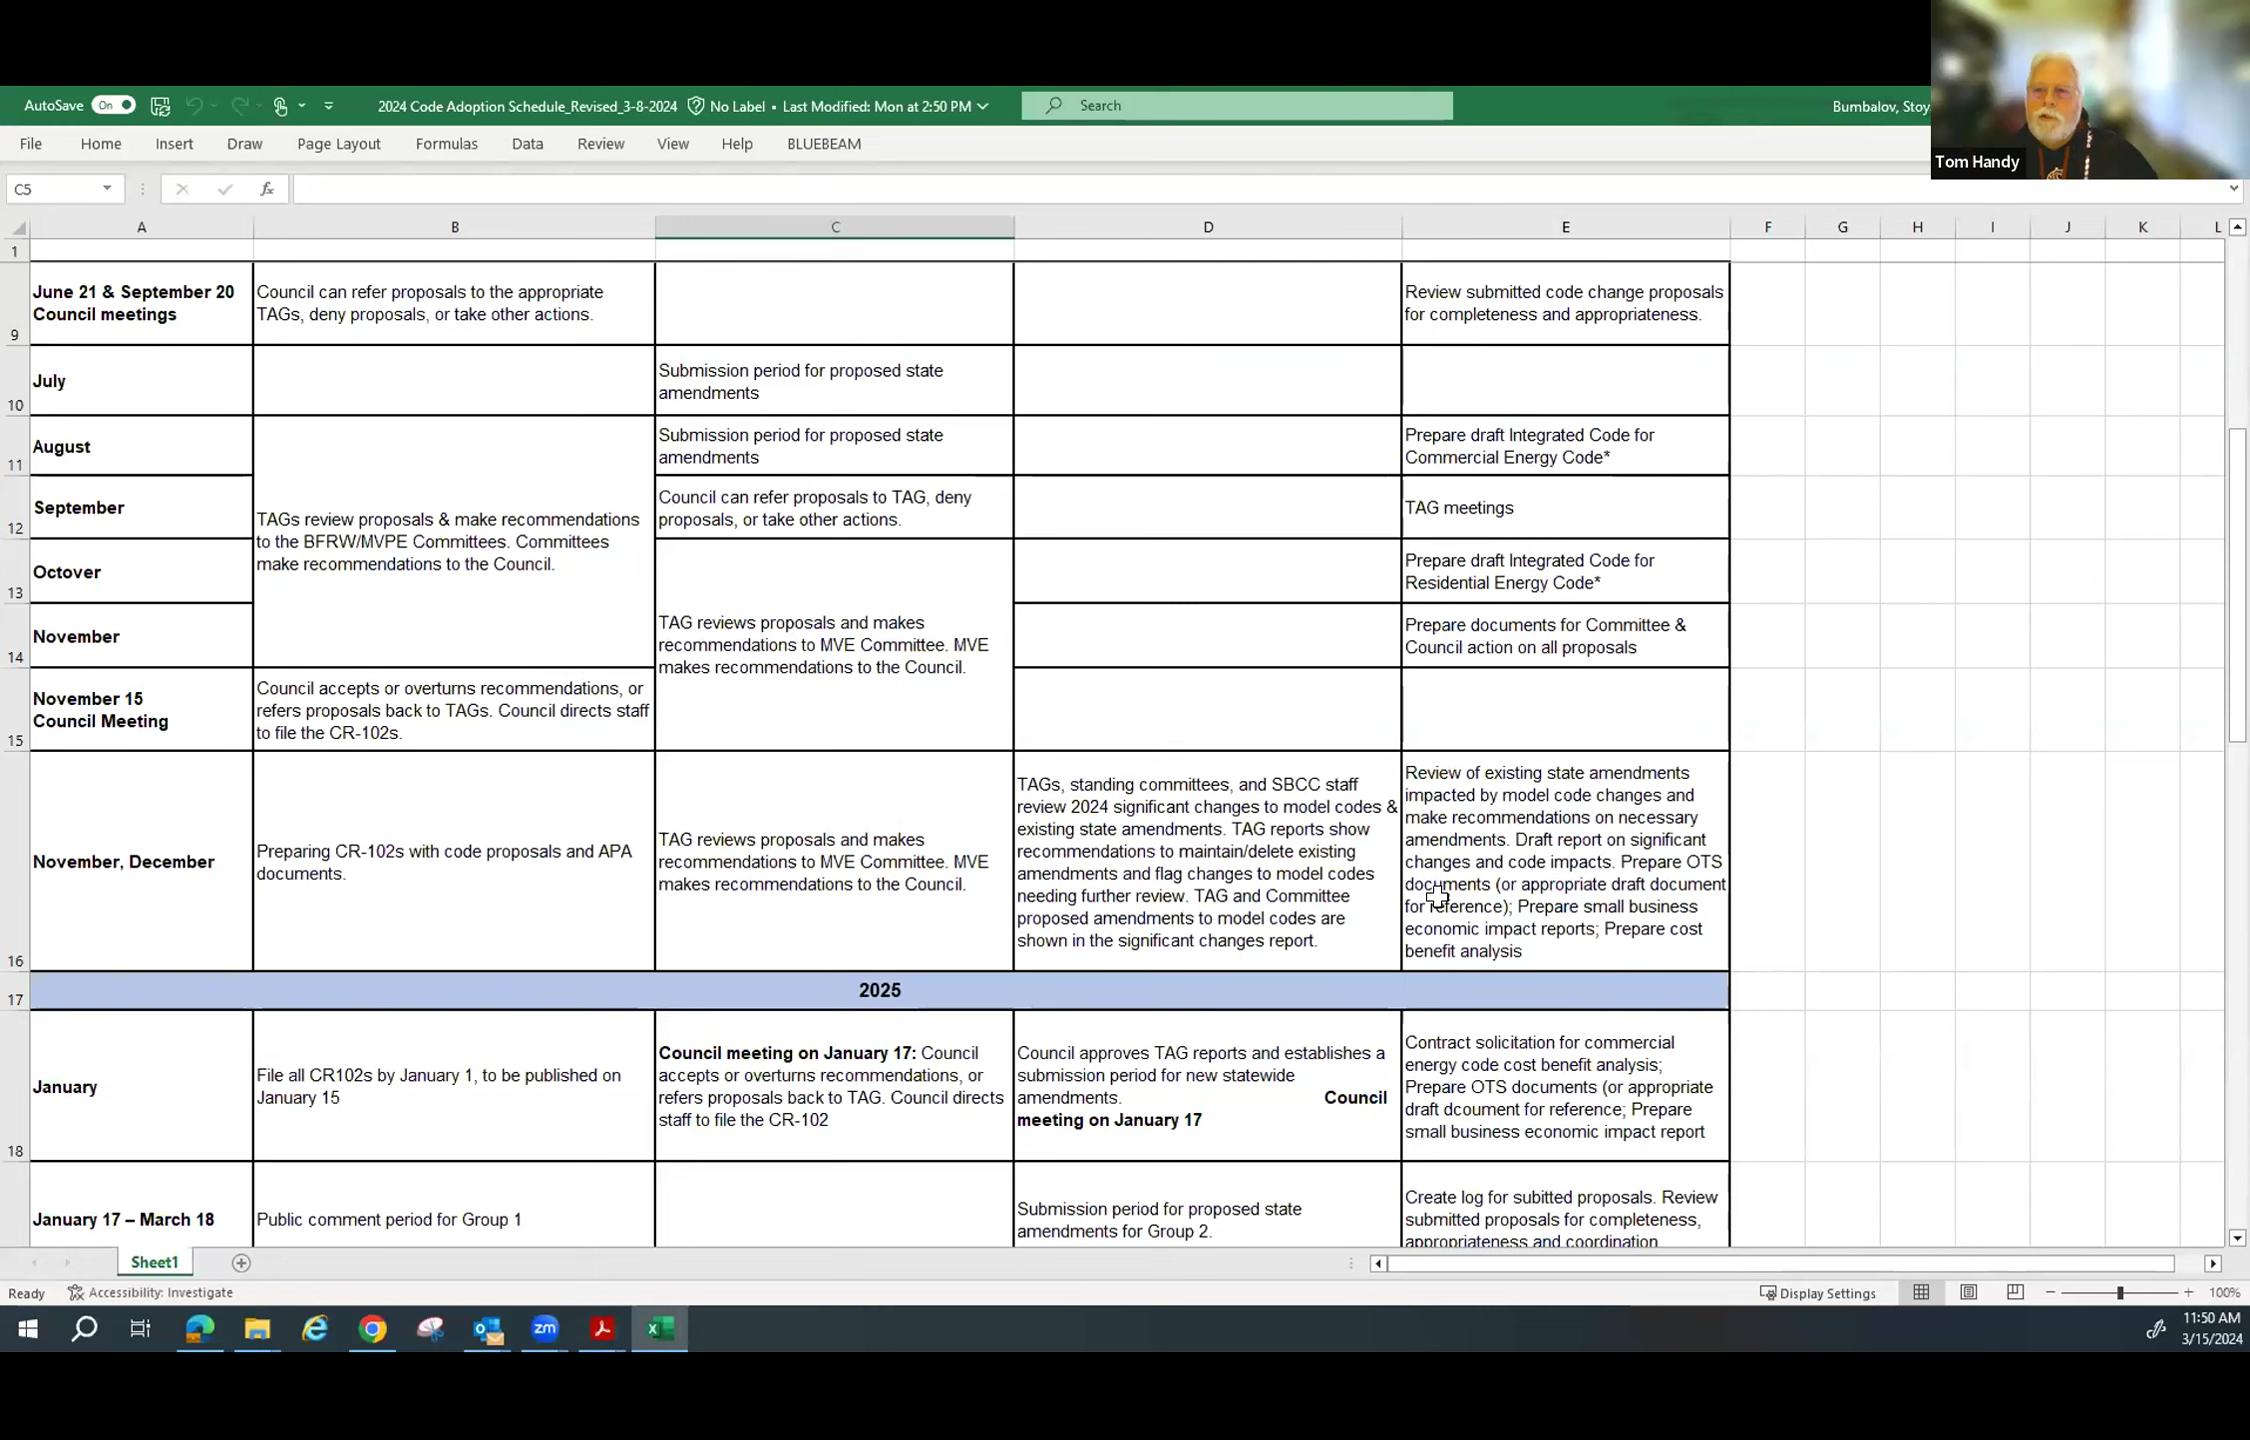 AutoSave On
2024 Code Adoption Schedule_Revised_3-8-2024
No Label • Last Modified: Mon at 2:50 PM
Search
Bumbalov, Stoy
Tom Handy
File Home Insert Draw Page Layout Formulas Data Review View Help BLUEBEAM
C5
fx
A B C D E F G H I J K L
1
9
June 21 & September 20
Council meetings
Council can refer proposals to the appropriate
TAGs, deny proposals, or take other actions.
Review submitted code change proposals
for completeness and appropriateness.
10
July
Submission period for proposed state
amendments
11
August
Submission period for proposed state
amendments
Prepare draft Integrated Code for
Commercial Energy Code*
12
September
TAGs review proposals & make recommendations
to the BFRW/MVPE Committees. Committees
make recommendations to the Council.
Council can refer proposals to TAG, deny
proposals, or take other actions.
TAG meetings
13
Octover
Prepare draft Integrated Code for
Residential Energy Code*
14
November
TAG reviews proposals and makes
recommendations to MVE Committee. MVE
makes recommendations to the Council.
Prepare documents for Committee &
Council action on all proposals
15
November 15
Council Meeting
Council accepts or overturns recommendations, or
refers proposals back to TAGs. Council directs staff
to file the CR-102s.
16
November, December
Preparing CR-102s with code proposals and APA
documents.
TAG reviews proposals and makes
recommendations to MVE Committee. MVE
makes recommendations to the Council.
TAGs, standing committees, and SBCC staff
review 2024 significant changes to model codes &
existing state amendments. TAG reports show
recommendations to maintain/delete existing
amendments and flag changes to model codes
needing further review. TAG and Committee
proposed amendments to model codes are
shown in the significant changes report.
Review of existing state amendments
impacted by model code changes and
make recommendations on necessary
amendments. Draft report on significant
changes and code impacts. Prepare OTS
documents (or appropriate draft document
for reference); Prepare small business
economic impact reports; Prepare cost
benefit analysis
17
2025
18
January
File all CR102s by January 1, to be published on
January 15
Council meeting on January 17: Council
accepts or overturns recommendations, or
refers proposals back to TAG. Council directs
staff to file the CR-102
Council approves TAG reports and establishes a
submission period for new statewide
amendments. Council
meeting on January 17
Contract solicitation for commercial
energy code cost benefit analysis;
Prepare OTS documents (or appropriate
draft dcoument for reference; Prepare
small business economic impact report
January 17 – March 18
Public comment period for Group 1
Submission period for proposed state
amendments for Group 2.
Create log for subitted proposals. Review
submitted proposals for completeness,
appropriateness and coordination
Sheet1
Ready
Accessibility: Investigate
Display Settings
100%
zm
11:50 AM
3/15/2024